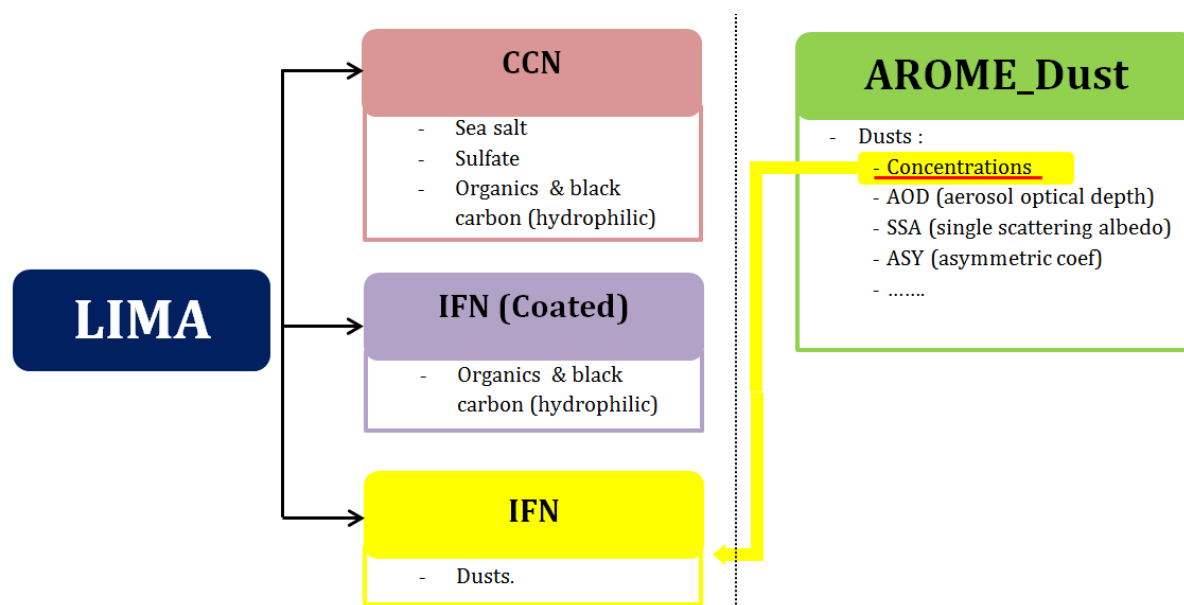 LIMA
CCN
- Sea salt
- Sulfate
- Organics & black
carbon (hydrophilic)
IFN (Coated)
- Organics & black
carbon (hydrophilic)
IFN
- Dusts.
AROME_Dust
- Dusts :
- Concentrations
- AOD (aerosol optical depth)
- SSA (single scattering albedo)
- ASY (asymmetric coef)
- .......